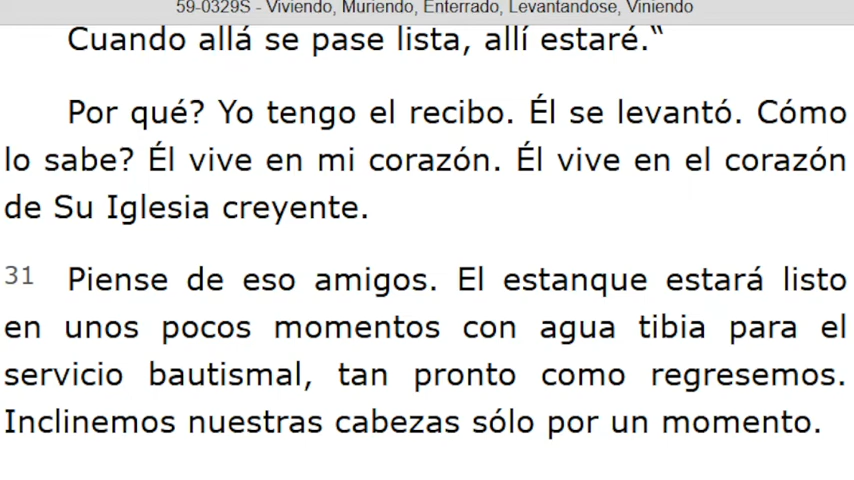 59-0329S - Viviendo, Muriendo, Enterrado, Levantandose, Viniendo
Cuando allá se pase lista, allí estaré.“
Por qué? Yo tengo el recibo. Él se levantó. Cómo
lo sabe? Él vive en mi corazón. Él vive en el corazón
de Su Iglesia creyente.
31 Piense de eso amigos. El estanque estará listo
en unos pocos momentos con agua tibia para el
servicio bautismal, tan pronto como regresemos.
Inclinemos nuestras cabezas sólo por un momento.